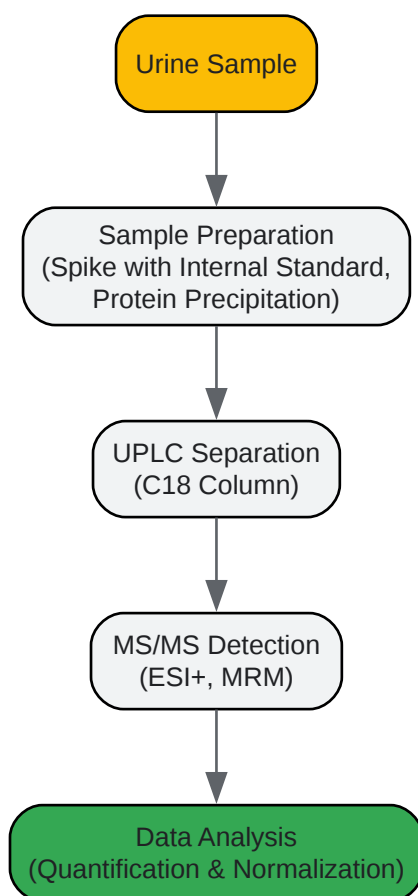 Urine Sample
Sample Preparation
(Spike with Internal Standard,
Protein Precipitation)
UPLC Separation
(C18 Column)
MS/MS Detection
(ESI+, MRM)
Data Analysis
(Quantification & Normalization)